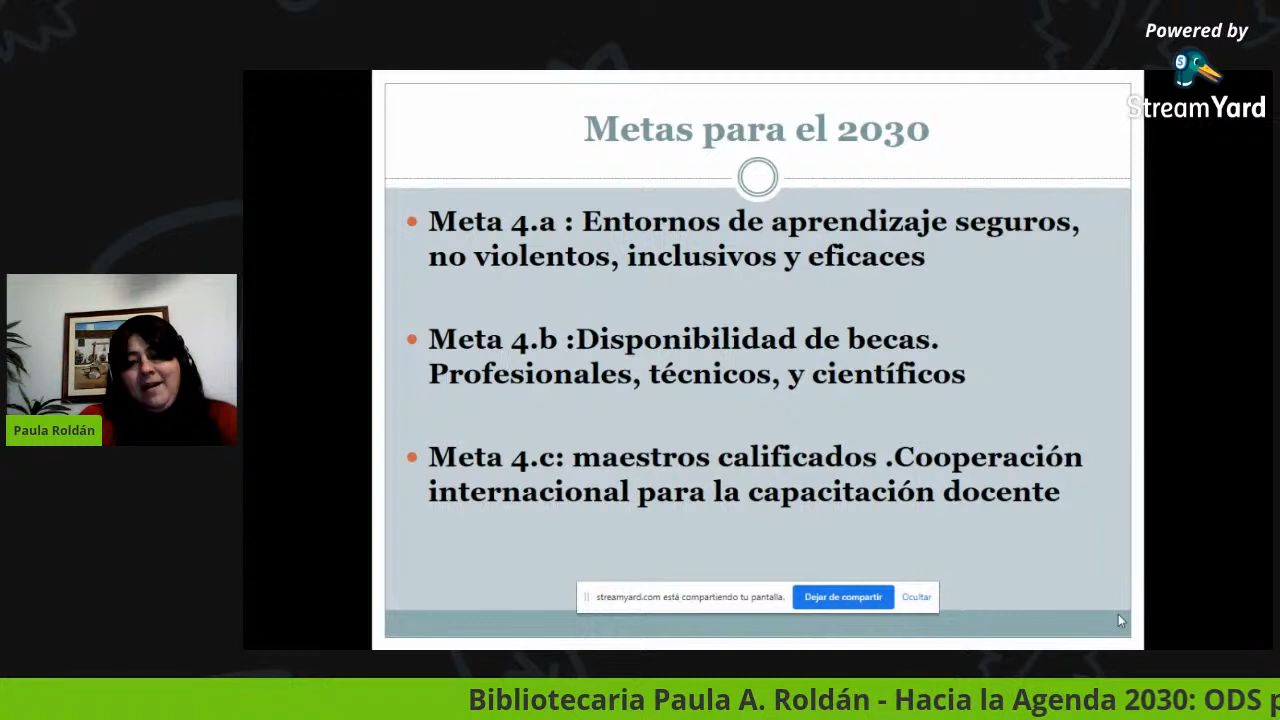 Powered by
StreamYard
Metas para el 2030
• Meta 4.a : Entornos de aprendizaje seguros,
no violentos, inclusivos y eficaces
• Meta 4.b :Disponibilidad de becas.
Profesionales, técnicos, y científicos
• Meta 4.c: maestros calificados .Cooperación
internacional para la capacitación docente
Paula Roldán
streamyard.com está compartiendo tu pantalla.
Dejar de compartir
Ocultar
Bibliotecaria Paula A. Roldán - Hacia la Agenda 2030: ODS p